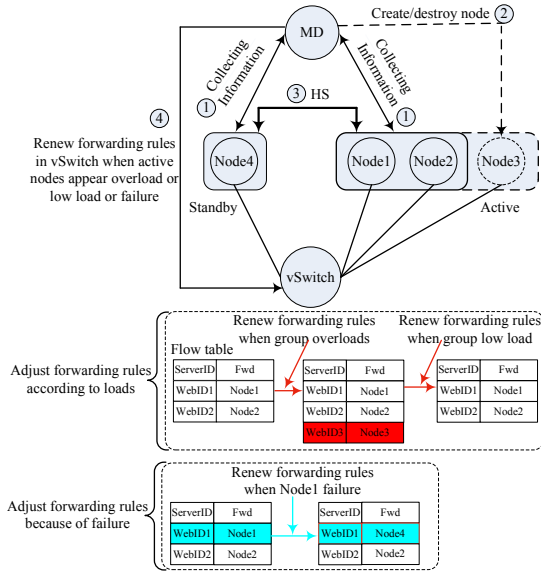 Create/destroy node 2
MD
Collecting
Information
Collecting
Information
1
3 HS
1
4
Renew forwarding rules
in vSwitch when active
nodes appear overload or
low load or failure
Node4
Node1
Node2
Node3
Standby
Active
vSwitch
Renew forwarding rules
when group overloads
Renew forwarding rules
when group low load
Adjust forwarding rules
according to loads
Flow table
ServerID Fwd
WebID1 Node1
WebID2 Node2
ServerID Fwd
WebID1 Node1
WebID2 Node2
WebID3 Node3
ServerID Fwd
WebID1 Node1
WebID2 Node2
Renew forwarding rules
when Node1 failure
Adjust forwarding rules
because of failure
ServerID Fwd
WebID1 Node1
WebID2 Node2
ServerID Fwd
WebID1 Node4
WebID2 Node2